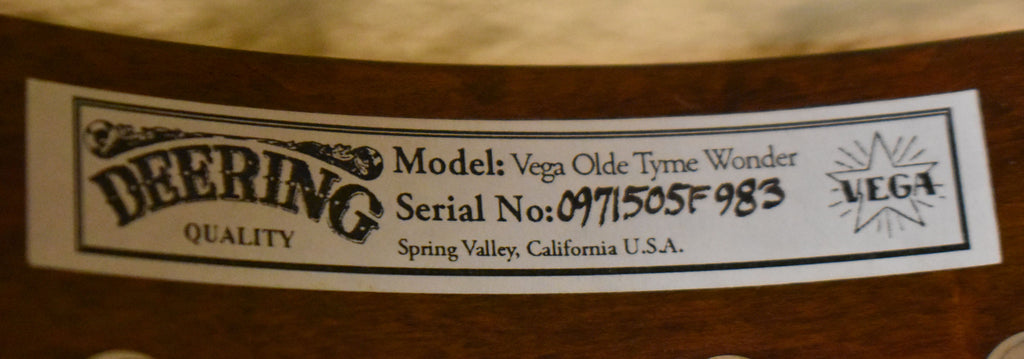 DEERING
QUALITY
Model: Vega Olde Tyme Wonder
Serial No: 0971505F983
Spring Valley, California U.S.A.
VEGA